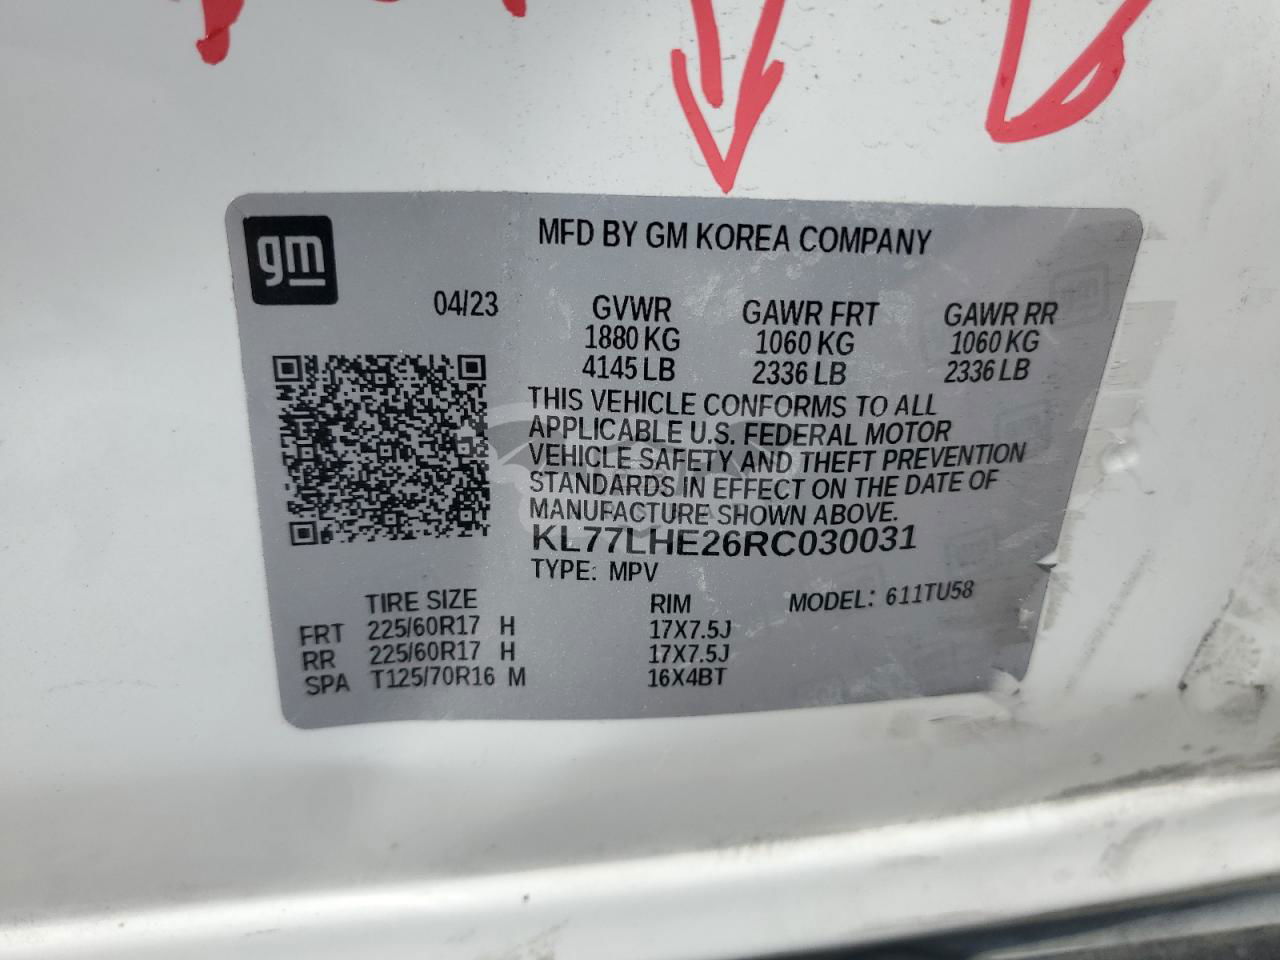 gm
MFD BY GM KOREA COMPANY
04/23
GVWR GAWR FRT GAWR RR
1880 KG 1060 KG 1060 KG
4145 LB 2336 LB 2336 LB
THIS VEHICLE CONFORMS TO ALL
APPLICABLE U.S. FEDERAL MOTOR
VEHICLE SAFETY AND THEFT PREVENTION
STANDARDS IN EFFECT ON THE DATE OF
MANUFACTURE SHOWN ABOVE.
KL77LHE26RC030031
TYPE: MPV
TIRE SIZE RIM MODEL: 611TU58
FRT 225/60R17 H 17X7.5J
RR 225/60R17 H 17X7.5J
SPA T125/70R16 M 16X4BT